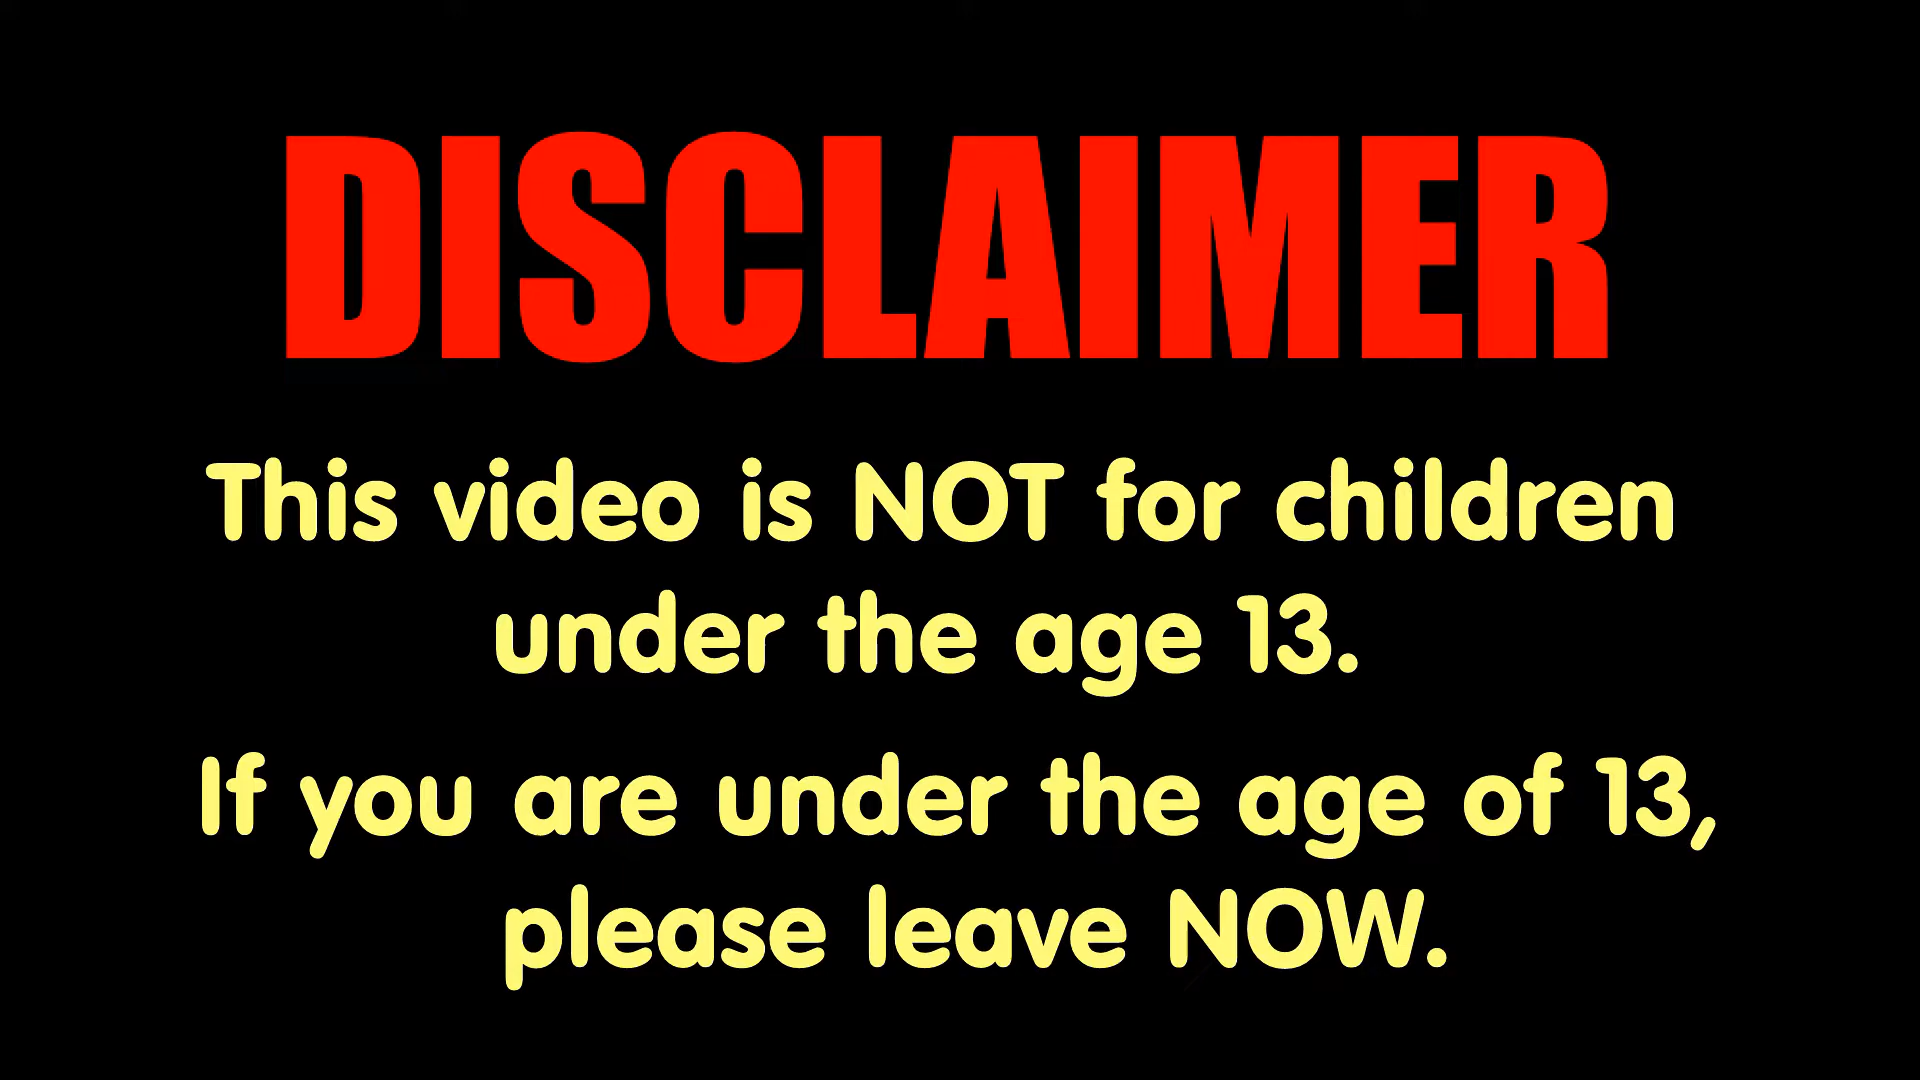 DISCLAIMER
This video is NOT for children
under the age 13.
If you are under the age of 13,
please leave NOW.